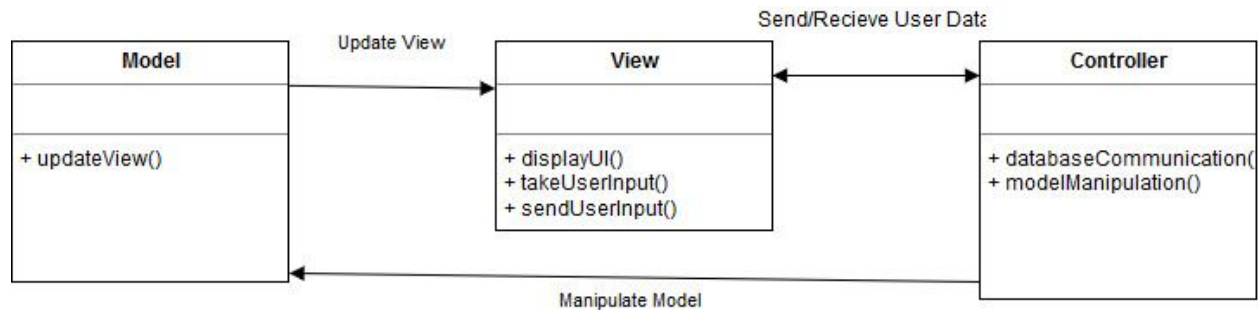 Send/Recieve User Data
Update View
Model
View
Controller
+ updateView()
+ displayUI()
+ takeUserInput()
+ sendUserInput()
+ databaseCommunication(
+ modelManipulation()
Manipulate Model